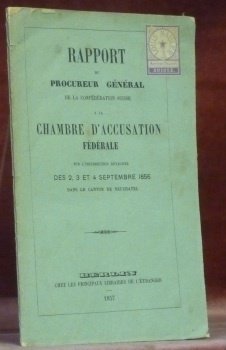 RAPPORT
DU
PROCUREUR GÉNÉRAL
DE LA CONFÉDÉRATION SUISSE
A LA
CHAMBRE D'ACCUSATION
FÉDÉRALE
SUR L'INSURRECTION
DES 2, 3 ET 4 SEPTEMBRE 1856
DANS LE CANTON DE NEUCHATEL
BERLIN
CHEZ LES PRINCIPAUX LIBRAIRES DE L'ÉTRANGER
1857